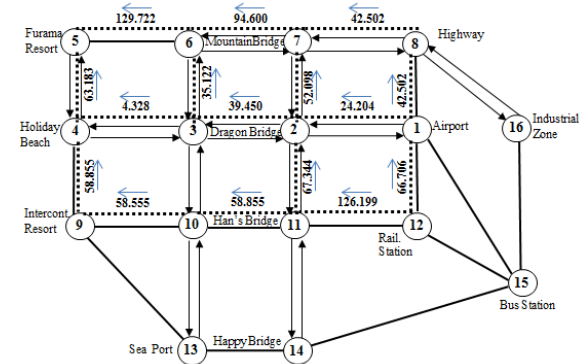 129.722 94.600 42.502
Furama
Resort
5
6
MountainBridge
7
8
Highway
63.183
35.122
52.098
42.502
4.328 39.450 24.204
16
Industrial
Zone
Holiday
Beach
4
3
Dragon Bridge
2
1
Airport
58.855
67.344
66.706
58.555 58.855 126.199
Intercont.
Resort
9
10
Han's Bridge
11
12
Rail.
Station
15
Bus Station
Sea Port
13
HappyBridge
14